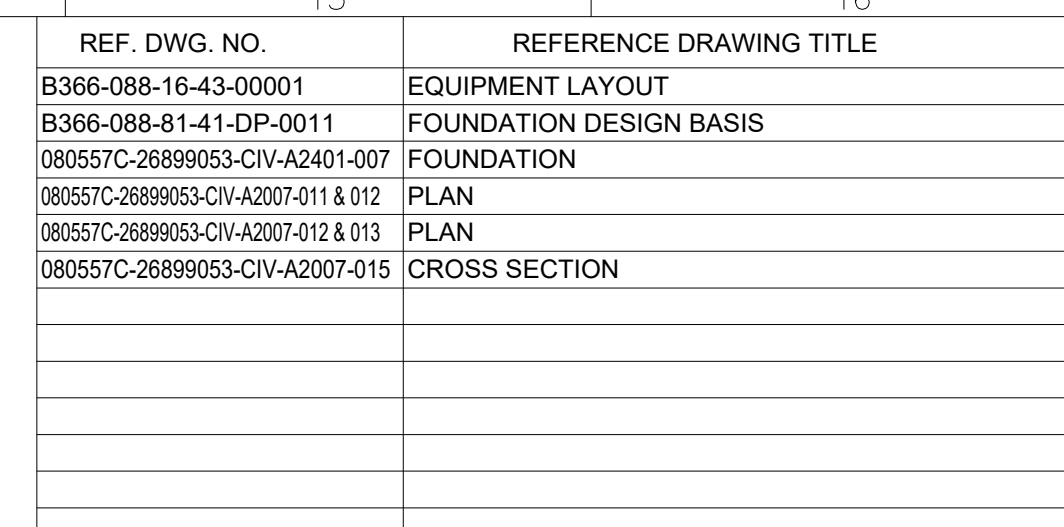 REF. DWG. NO. REFERENCE DRAWING TITLE
B366-088-16-43-00001 EQUIPMENT LAYOUT
B366-088-81-41-DP-0011 FOUNDATION DESIGN BASIS
080557C-26899053-CIV-A2401-007 FOUNDATION
080557C-26899053-CIV-A2007-011 & 012 PLAN
080557C-26899053-CIV-A2007-012 & 013 PLAN
080557C-26899053-CIV-A2007-015 CROSS SECTION